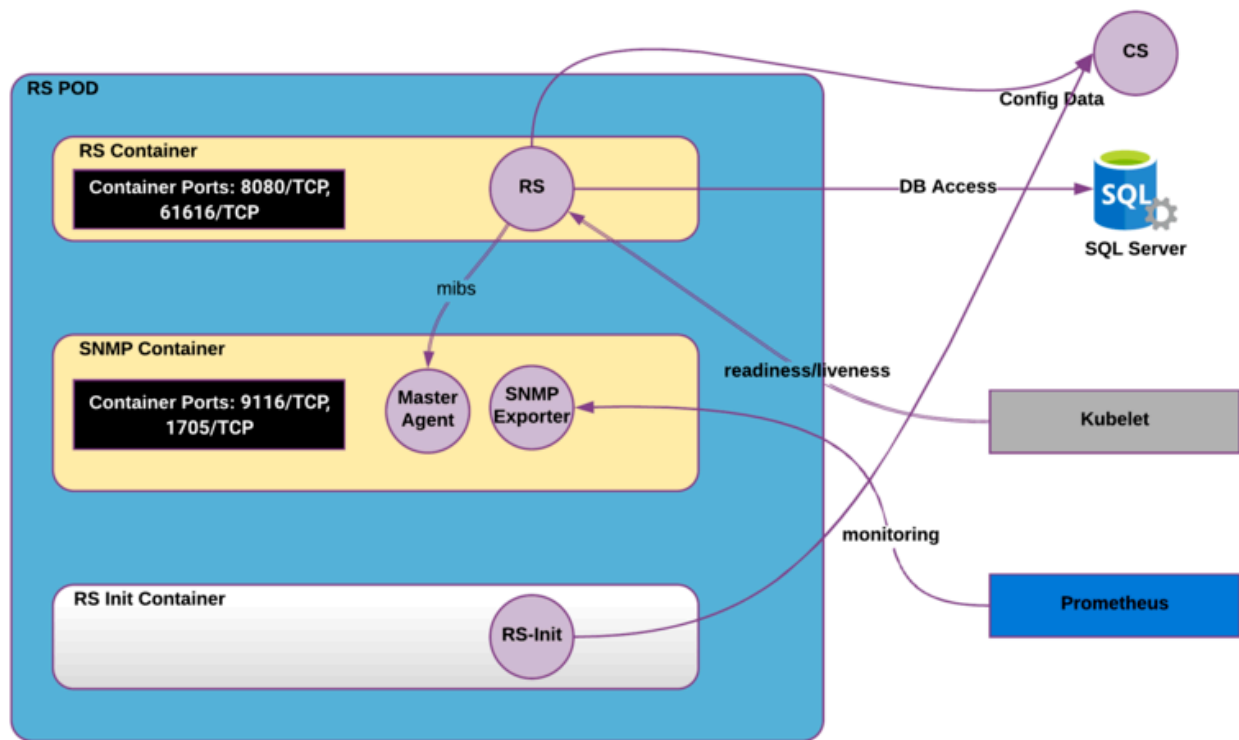 RS POD
RS Container
Container Ports: 8080/TCP,
61616/TCP
RS
CS
Config Data
DB Access
SQL
SQL Server
mibs
SNMP Container
Container Ports: 9116/TCP,
1705/TCP
Master
Agent
SNMP
Exporter
readiness/liveness
Kubelet
monitoring
Prometheus
RS Init Container
RS-Init